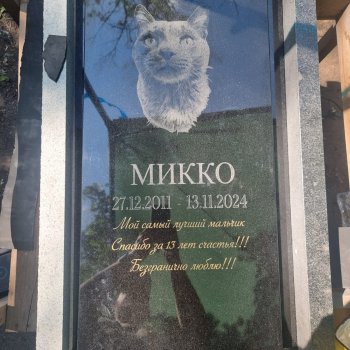 МИККО
27.12.2011 - 13.11.2024
Мой самый лучший мальчик
Спасибо за 13 лет счастья!!!
Безгранично люблю!!!